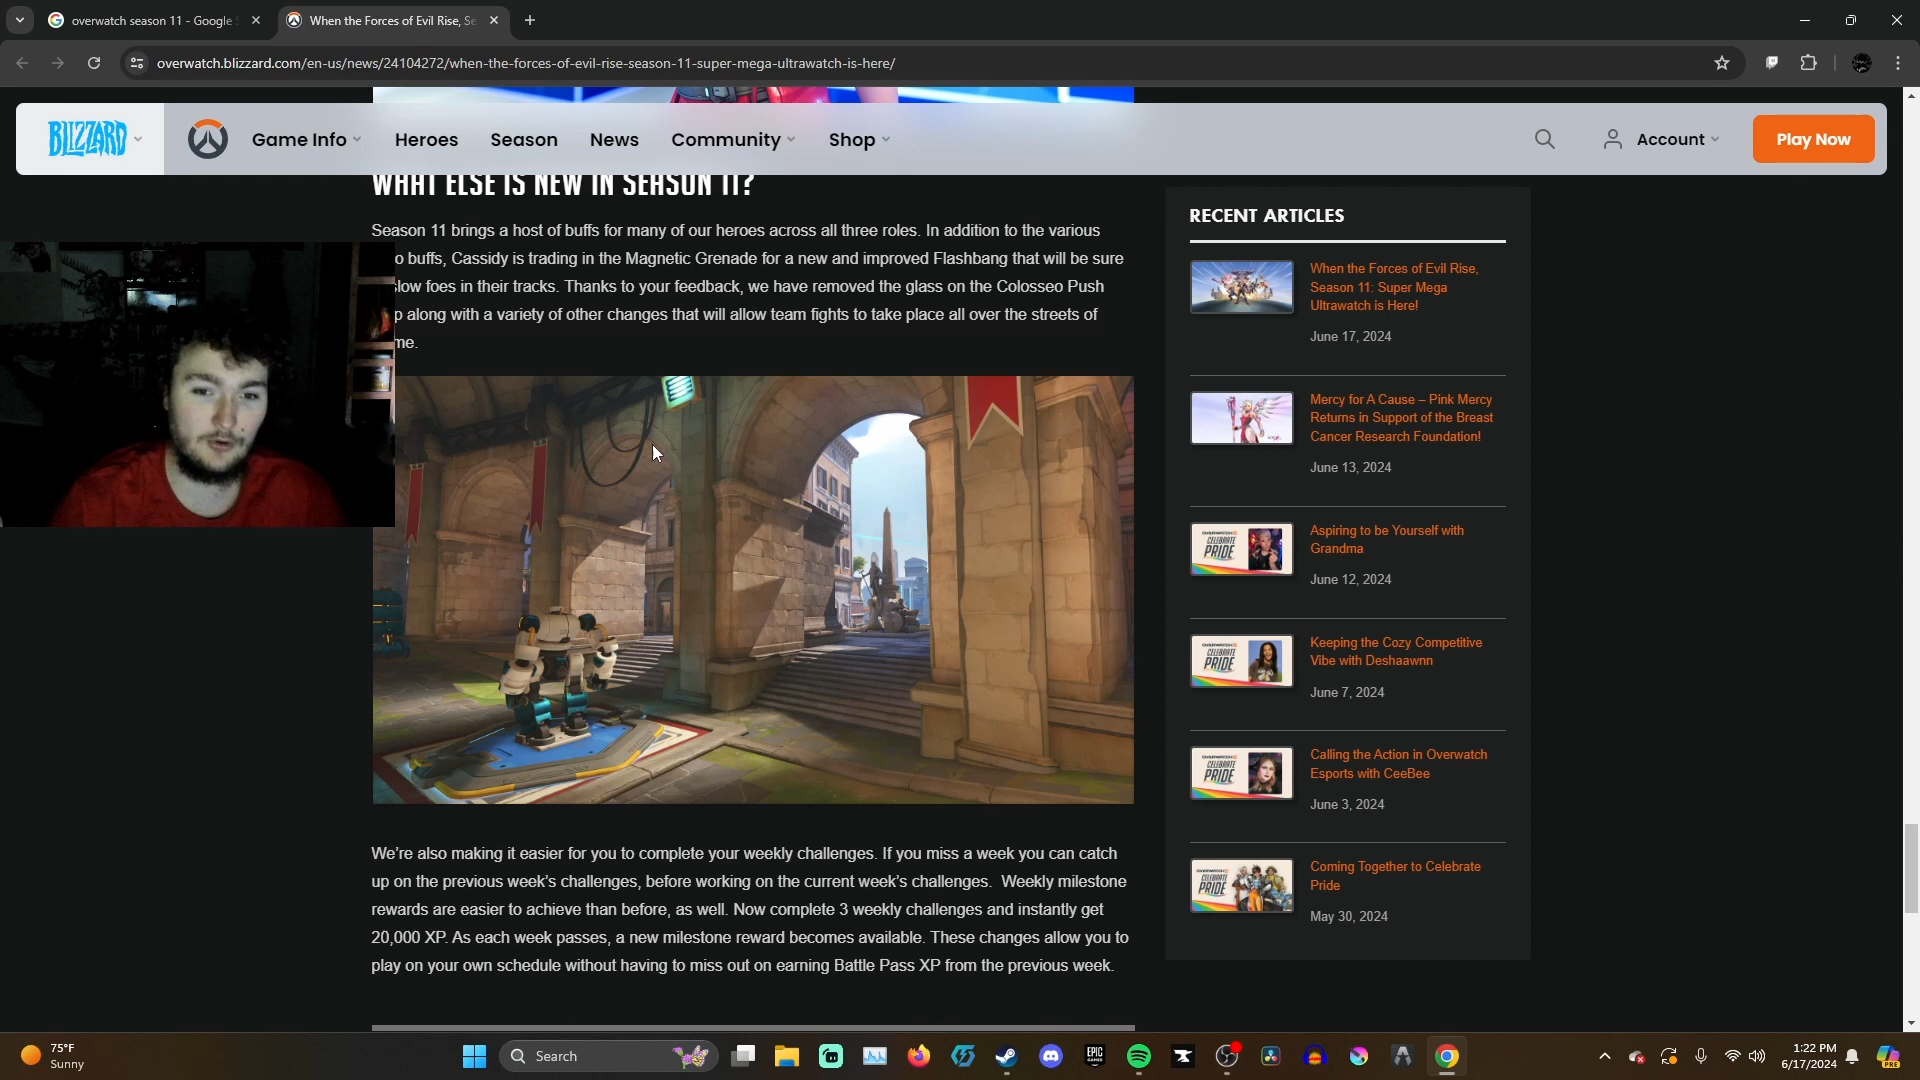 overwatch season 11 - Google
When the Forces of Evil Rise, Se
overwatch.blizzard.com/en-us/news/24104272/when-the-forces-of-evil-rise-season-11-super-mega-ultrawatch-is-here/
BLIZZARD
Game Info
Heroes
Season
News
Community
Shop
Account
Play Now
WHAT ELSE IS NEW IN SEASON 11?
Season 11 brings a host of buffs for many of our heroes across all three roles. In addition to the various
o buffs, Cassidy is trading in the Magnetic Grenade for a new and improved Flashbang that will be sure
slow foes in their tracks. Thanks to your feedback, we have removed the glass on the Colosseo Push
p along with a variety of other changes that will allow team fights to take place all over the streets of
me.
We're also making it easier for you to complete your weekly challenges. If you miss a week you can catch
up on the previous week's challenges, before working on the current week's challenges. Weekly milestone
rewards are easier to achieve than before, as well. Now complete 3 weekly challenges and instantly get
20,000 XP. As each week passes, a new milestone reward becomes available. These changes allow you to
play on your own schedule without having to miss out on earning Battle Pass XP from the previous week.
RECENT ARTICLES
When the Forces of Evil Rise,
Season 11: Super Mega
Ultrawatch is Here!
June 17, 2024
Mercy for A Cause – Pink Mercy
Returns in Support of the Breast
Cancer Research Foundation!
June 13, 2024
CELEBRATE
PRIDE
Aspiring to be Yourself with
Grandma
June 12, 2024
CELEBRATE
PRIDE
Keeping the Cozy Competitive
Vibe with Deshaawnn
June 7, 2024
CELEBRATE
PRIDE
Calling the Action in Overwatch
Esports with CeeBee
June 3, 2024
CELEBRATE
PRIDE
Coming Together to Celebrate
Pride
May 30, 2024
75°F
Sunny
Search
EPIC
GAMES
1:22 PM
6/17/2024
PRE